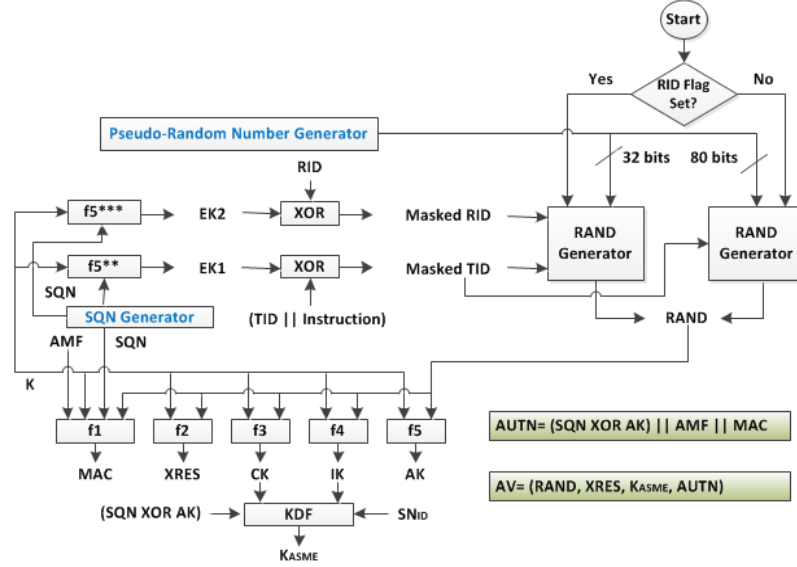 Start
Yes
RID Flag
Set?
No
Pseudo-Random Number Generator
32 bits
80 bits
RID
f5***
EK2
XOR
Masked RID
RAND
Generator
RAND
Generator
f5**
EK1
XOR
Masked TID
SQN
SQN Generator
(TID || Instruction)
RAND
AMF
SQN
K
f1
f2
f3
f4
f5
AUTN= (SQN XOR AK) || AMF || MAC
MAC
XRES
CK
IK
AK
AV= (RAND, XRES, KASME, AUTN)
(SQN XOR AK)
KDF
SNID
KASME